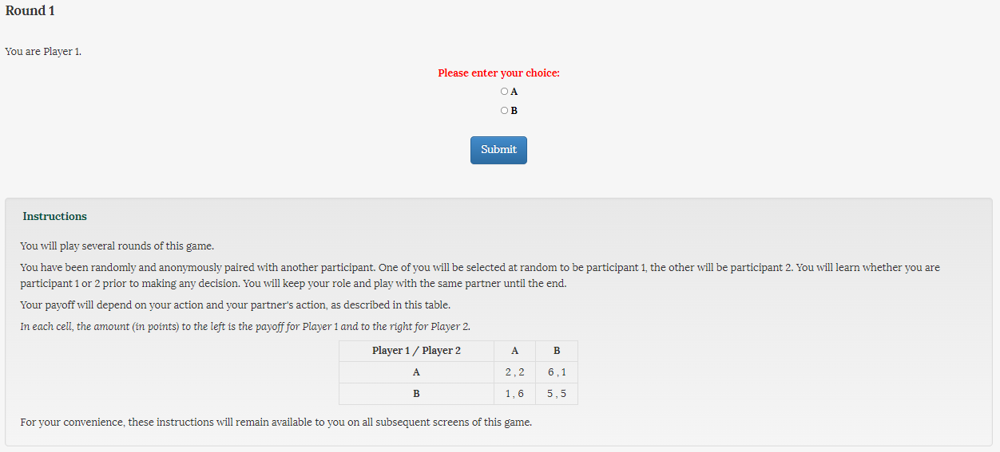 Round 1
You are Player 1.
Please enter your choice:
A
B
Submit
Instructions
You will play several rounds of this game.
You have been randomly and anonymously paired with another participant. One of you will be selected at random to be participant 1, the other will be participant 2. You will learn whether you are
participant 1 or 2 prior to making any decision. You will keep your role and play with the same partner until the end.
Your payoff will depend on your action and your partner's action, as described in this table.
In each cell, the amount (in points) to the left is the payoff for Player 1 and to the right for Player 2.
Player 1 / Player 2 A B
A 2 , 2 6 , 1
B 1 , 6 5 , 5
For your convenience, these instructions will remain available to you on all subsequent screens of this game.